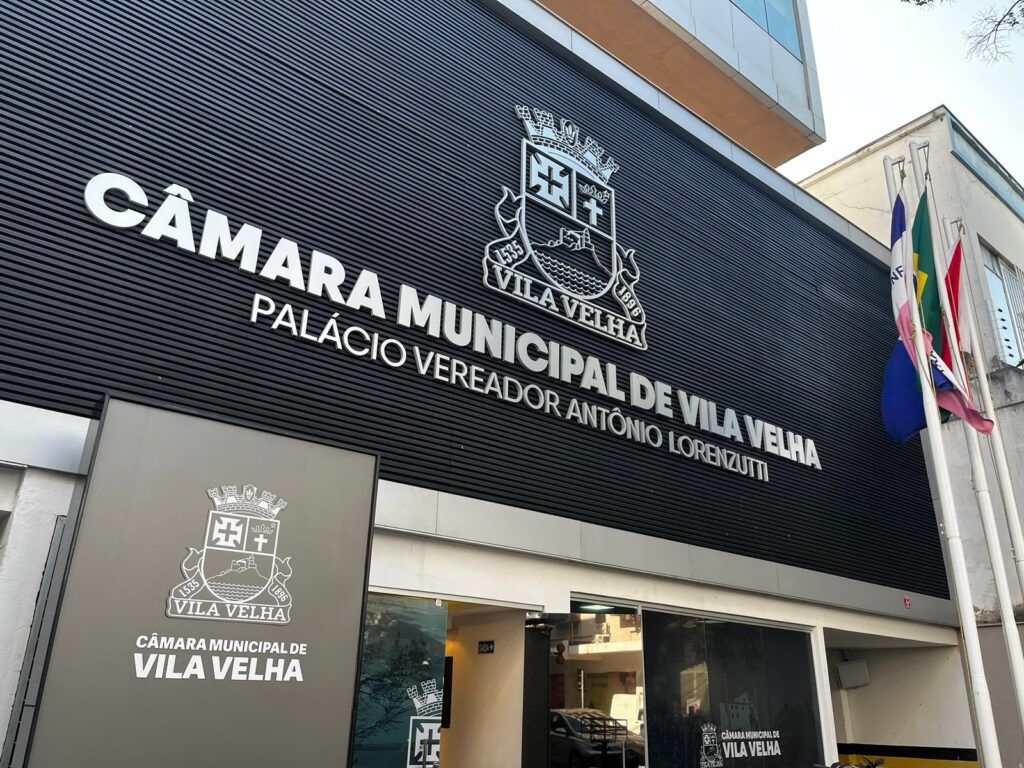 1535
1896
VILA VELHA
CÂMARA MUNICIPAL DE VILA VELHA
PALÁCIO VEREADOR ANTÔNIO LORENZUTTI
1535
1896
VILA VELHA
CÂMARA MUNICIPAL DE
VILA VELHA
SAÍDA
CÂMARA MUNICIPAL DE
VILA VELHA